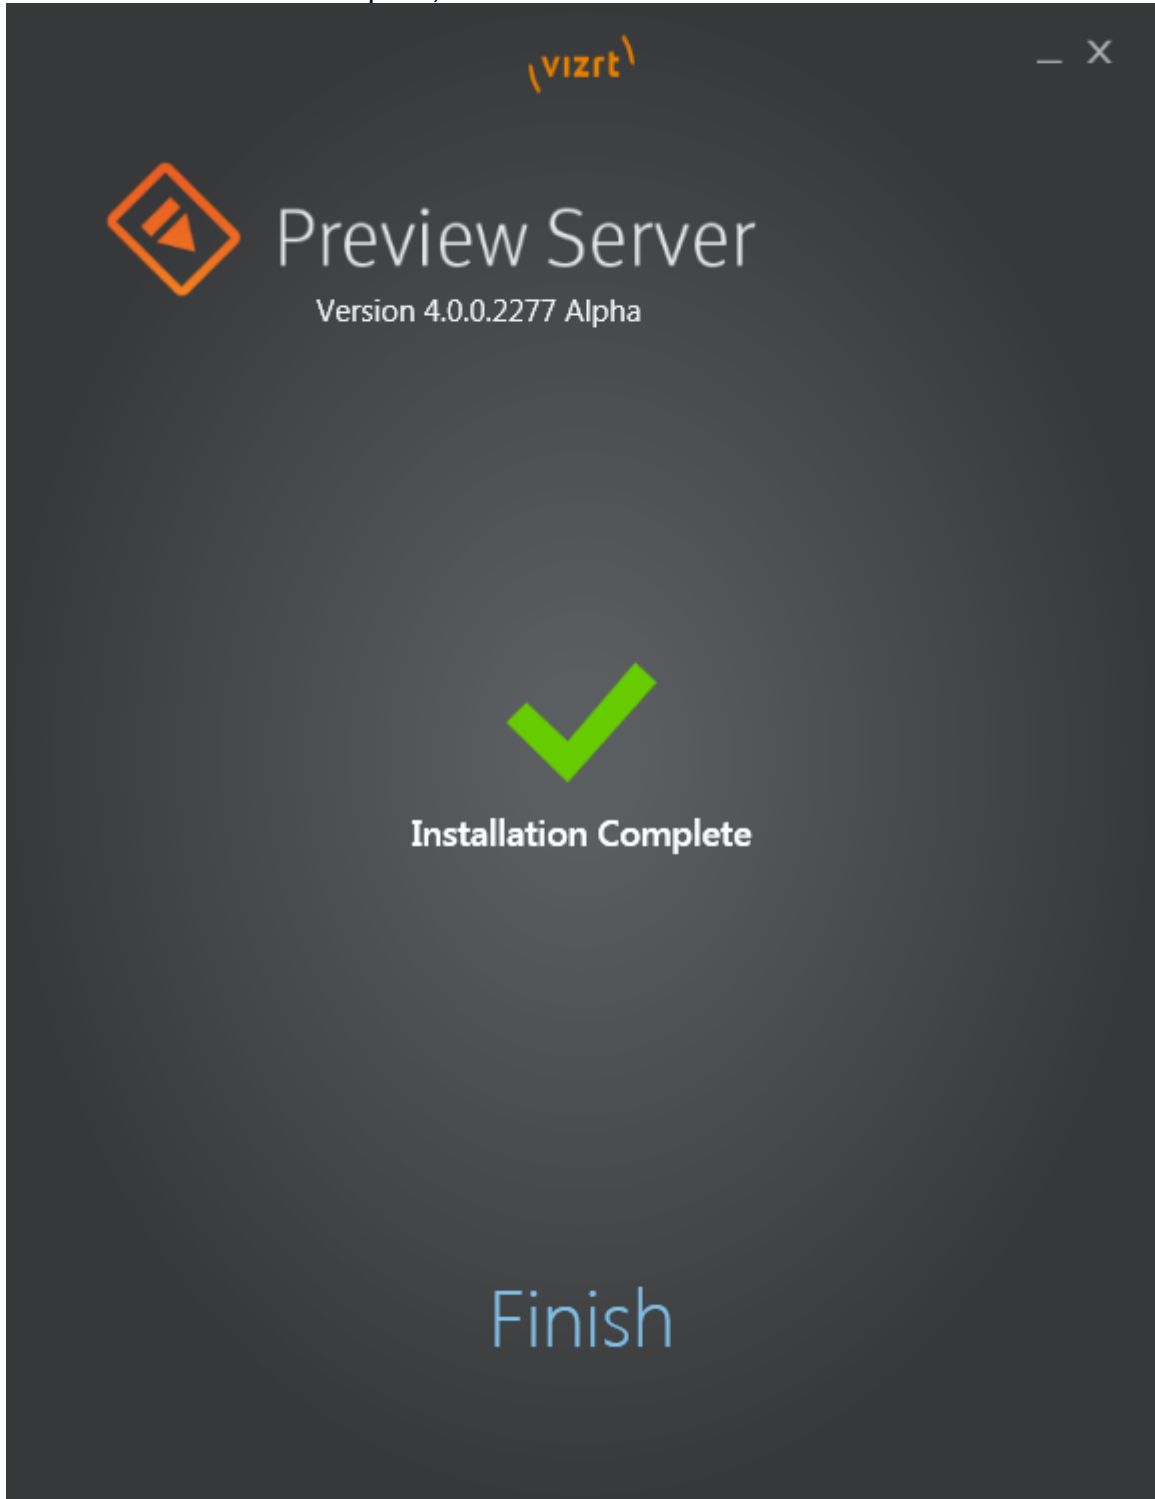 vizrt
Preview Server
Version 4.0.0.2277 Alpha
Installation Complete
Finish